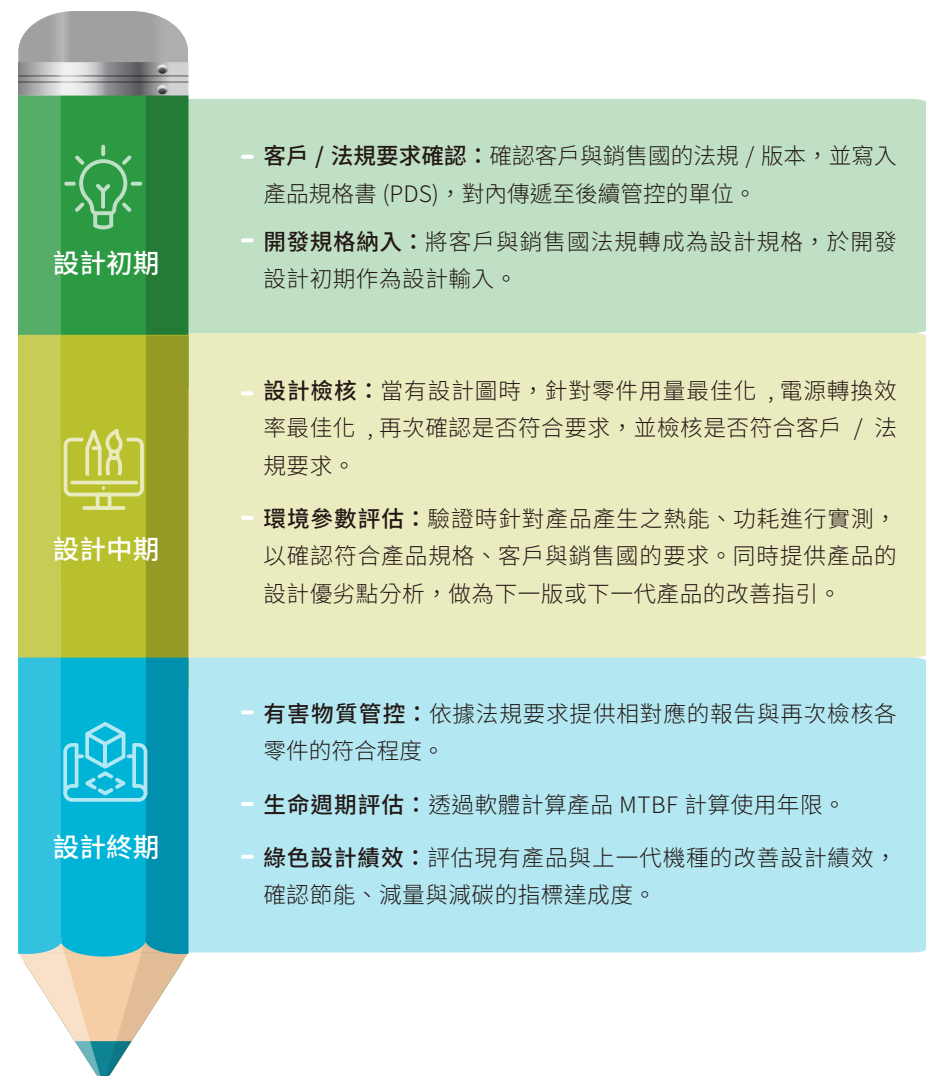 設計初期
客戶 / 法規要求確認：確認客戶與銷售國的法規 / 版本，並寫入
產品規格書 (PDS)，對內傳遞至後續管控的單位。
開發規格納入：將客戶與銷售國法規轉成為設計規格，於開發
設計初期作為設計輸入。
設計中期
設計檢核：當有設計圖時，針對零件用量最佳化 , 電源轉換效
率最佳化 , 再次確認是否符合要求，並檢核是否符合客戶 / 法
規要求。
環境參數評估：驗證時針對產品產生之熱能、功耗進行實測，
以確認符合產品規格、客戶與銷售國的要求。同時提供產品的
設計優劣點分析，做為下一版或下一代產品的改善指引。
設計終期
有害物質管控：依據法規要求提供相對應的報告與再次檢核各
零件的符合程度。
生命週期評估：透過軟體計算產品 MTBF 計算使用年限。
綠色設計績效：評估現有產品與上一代機種的改善設計績效，
確認節能、減量與減碳的指標達成度。